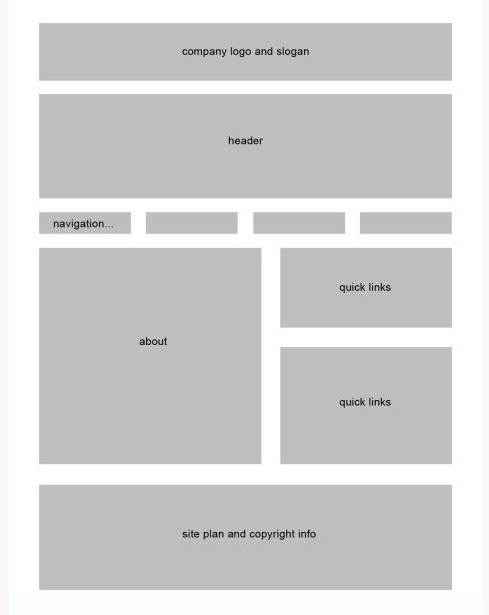 company logo and slogan
header
navigation...
about
quick links
quick links
site plan and copyright info